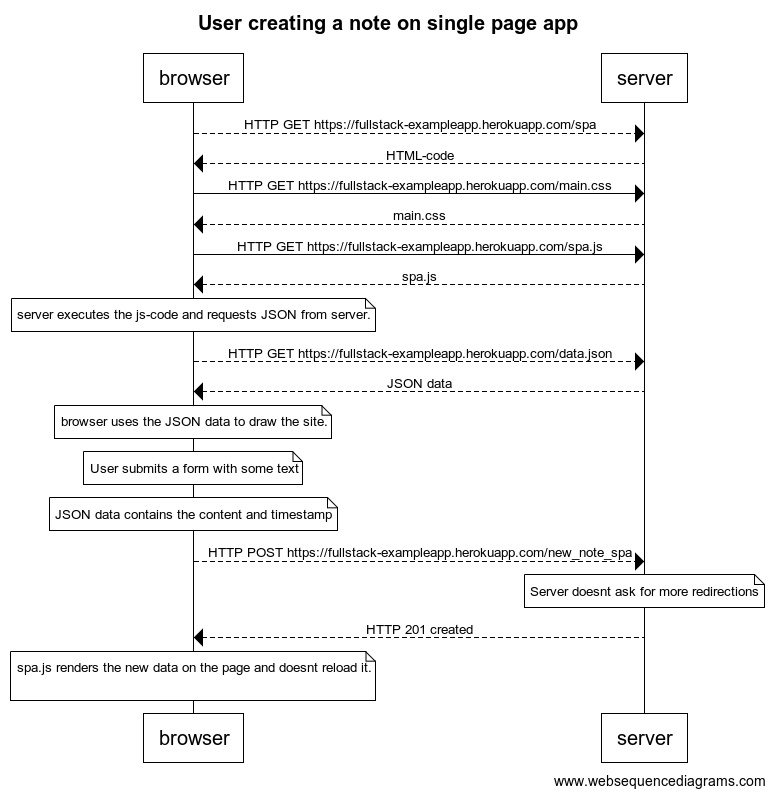 User creating a note on single page app
browser
server
HTTP GET https://fullstack-exampleapp.herokuapp.com/spa
HTML-code
HTTP GET https://fullstack-exampleapp.herokuapp.com/main.css
main.css
HTTP GET https://fullstack-exampleapp.herokuapp.com/spa.js
spa.js
server executes the js-code and requests JSON from server.
HTTP GET https://fullstack-exampleapp.herokuapp.com/data.json
JSON data
browser uses the JSON data to draw the site.
User submits a form with some text
JSON data contains the content and timestamp
HTTP POST https://fullstack-exampleapp.herokuapp.com/new_note_spa
Server doesnt ask for more redirections
HTTP 201 created
spa.js renders the new data on the page and doesnt reload it.
browser
server
www.websequencediagrams.com